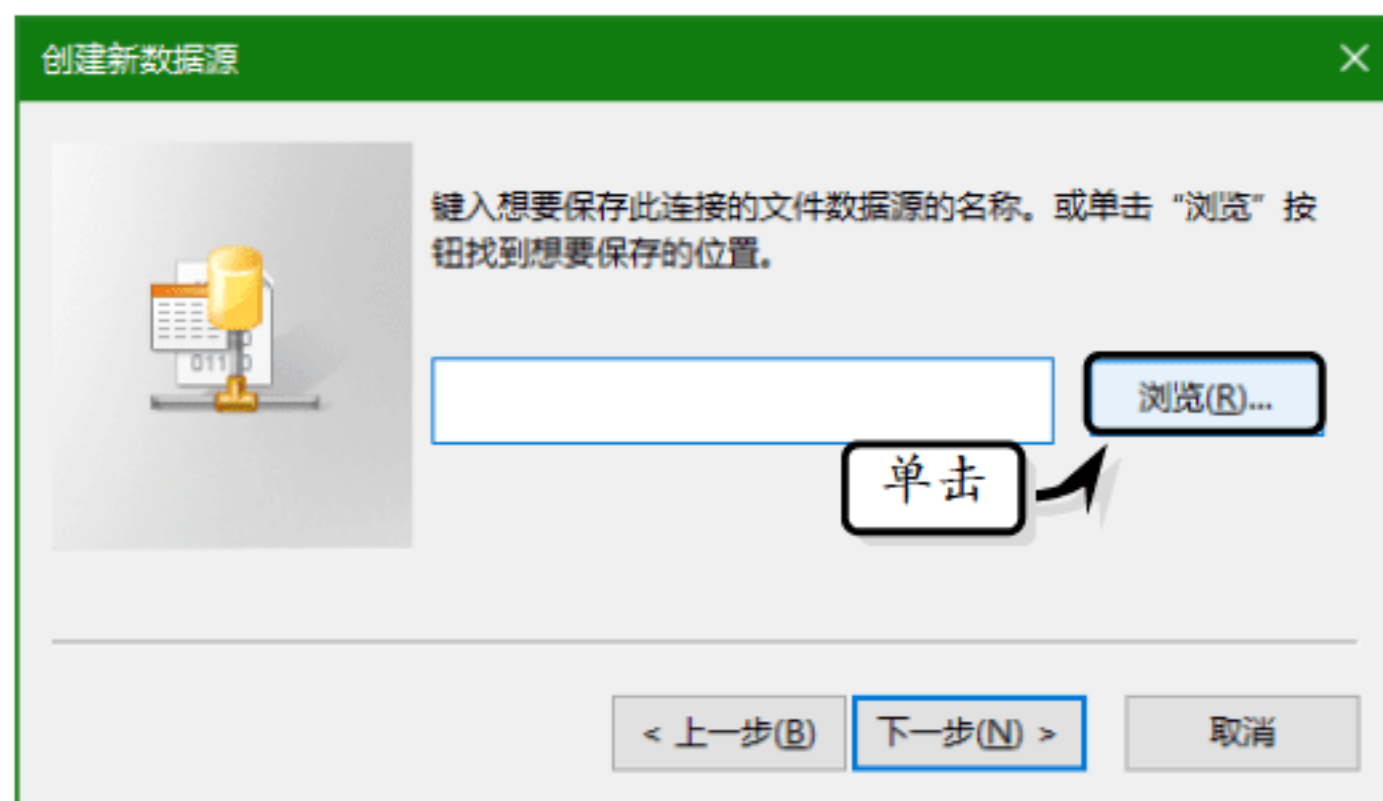 创建新数据源
键入想要保存此连接的文件数据源的名称。或单击“浏览”按
钮找到想要保存的位置。
浏览(R)...
单击
< 上一步(B)
下一步(N) >
取消